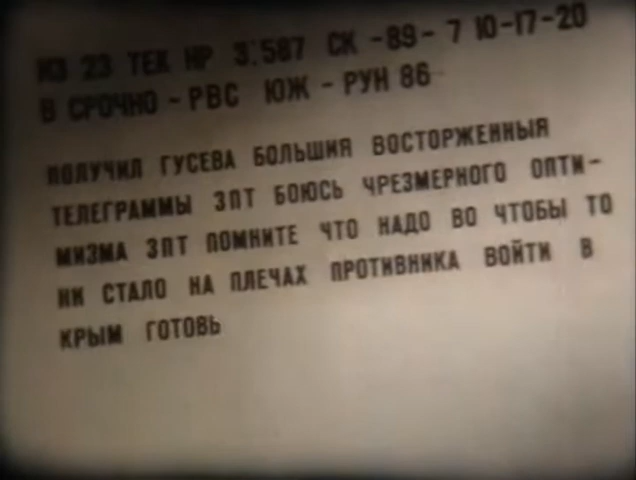 ИЗ 23 ТЕК НР 3.587 СК -89- 7 10-17-20
В СРОЧНО - РВС ЮЖ - РУН 86
ПОЛУЧИЛ ГУСЕВА БОЛЬШИЯ ВОСТОРЖЕННЫЯ
ТЕЛЕГРАММЫ ЗПТ БОЮСЬ ЧРЕЗМЕРНОГО ОПТИ-
МИЗМА ЗПТ ПОМНИТЕ ЧТО НАДО ВО ЧТОБЫ ТО
НИ СТАЛО НА ПЛЕЧАХ ПРОТИВНИКА ВОЙТИ В
КРЫМ ГОТОВЬ